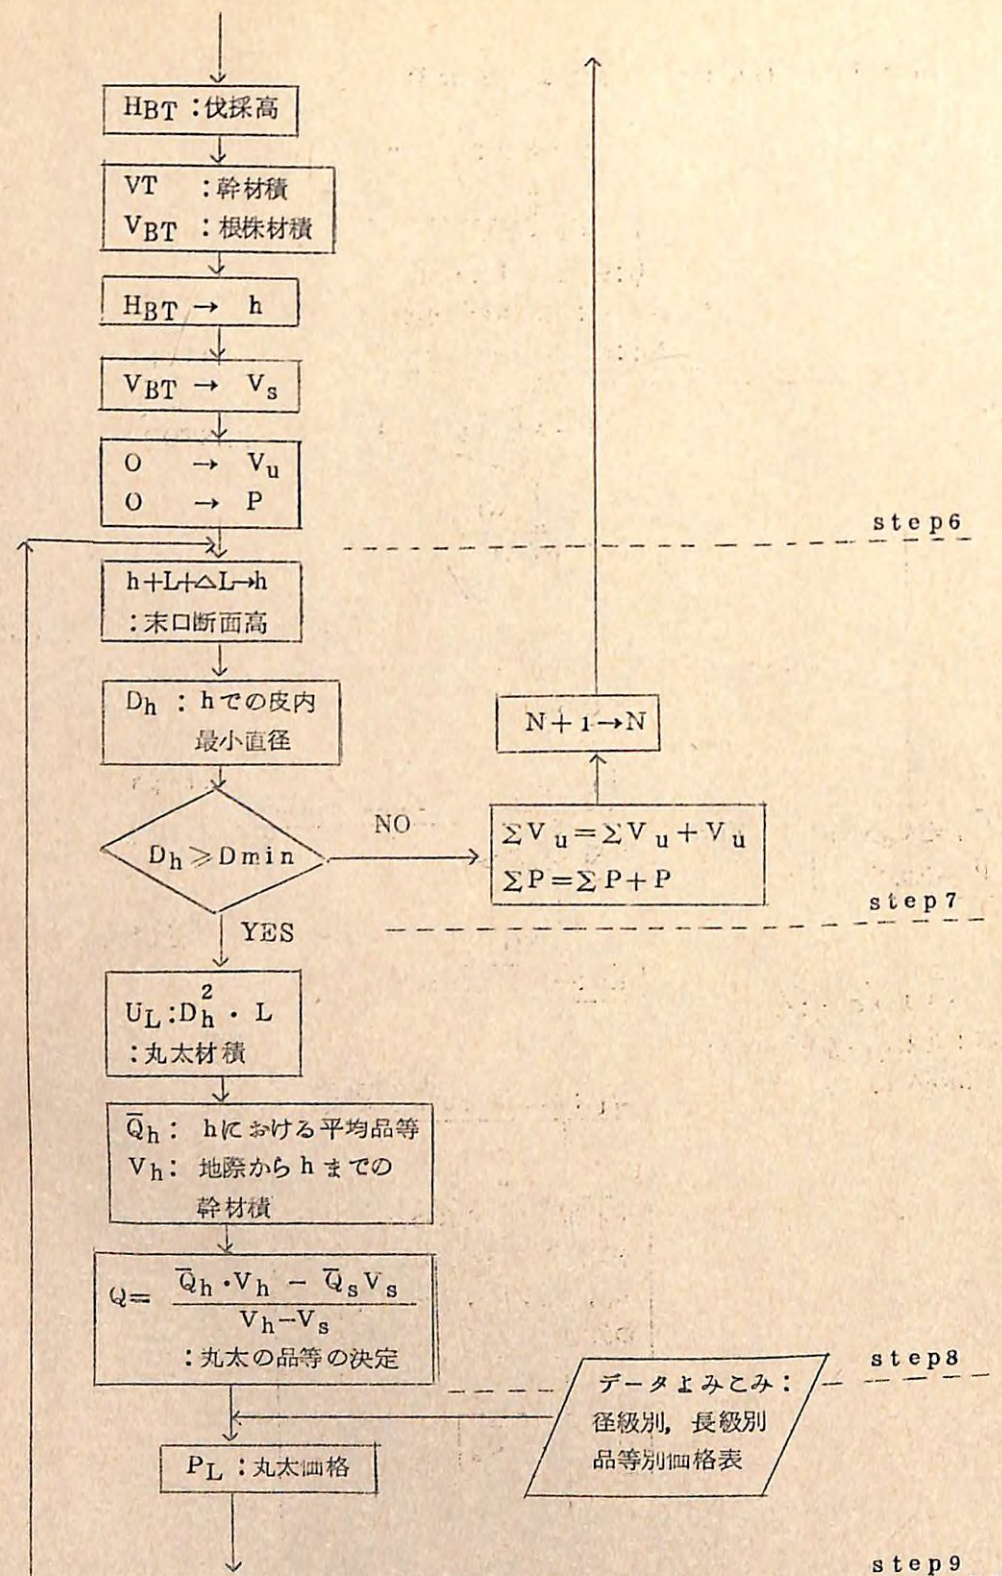 HBT：伐採高
VT ：幹材積
VBT：根株材積
HBT → h
VBT → Vs
O → Vu
O → P
step6
h+L+△L→h
：末口断面高
Dh：hでの皮内
最小直径
N+1→N
Dh≧Dmin
NO
ΣVu=ΣVu+Vu
ΣP=ΣP+P
step7
YES
UL:Dh²・L
：丸太材積
Q̄h：hにおける平均品等
Vh：地際からhまでの
幹材積
Q= (Q̄h・Vh − Q̄sVs)
Vh−Vs
：丸太の品等の決定
step8
データよみこみ：
径級別，長級別
品等別価格表
PL：丸太価格
step9